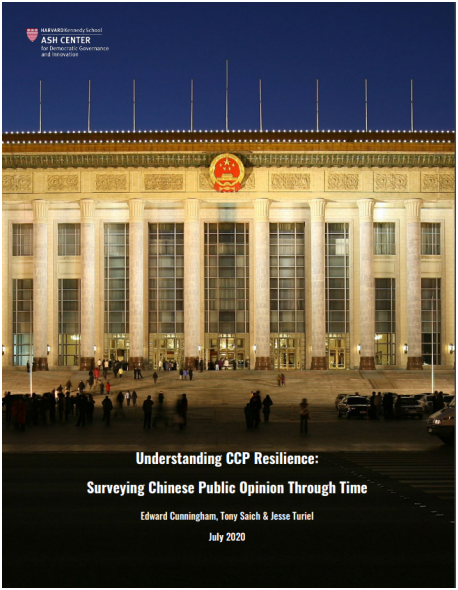 HARVARD Kennedy School
ASH CENTER
for Democratic Governance
and Innovation
Understanding CCP Resilience:
Surveying Chinese Public Opinion Through Time
Edward Cunningham, Tony Saich & Jesse Turiel
July 2020